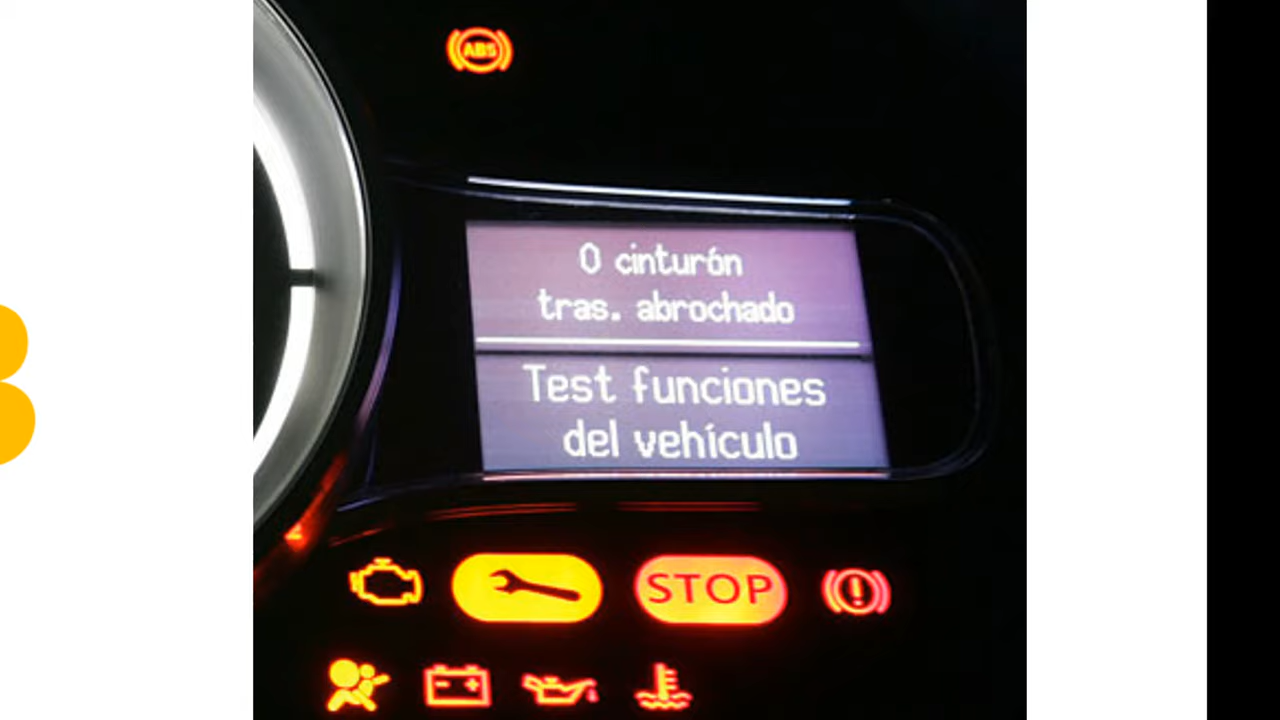 ABS
0 cinturón
tras. abrochado
Test funciones
del vehículo
STOP